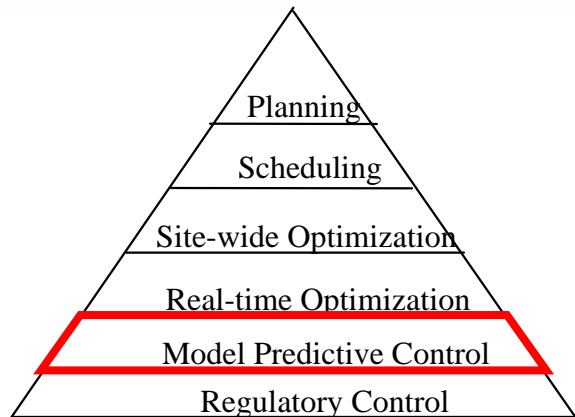 Planning
Scheduling
Site-wide Optimization
Real-time Optimization
Model Predictive Control
Regulatory Control